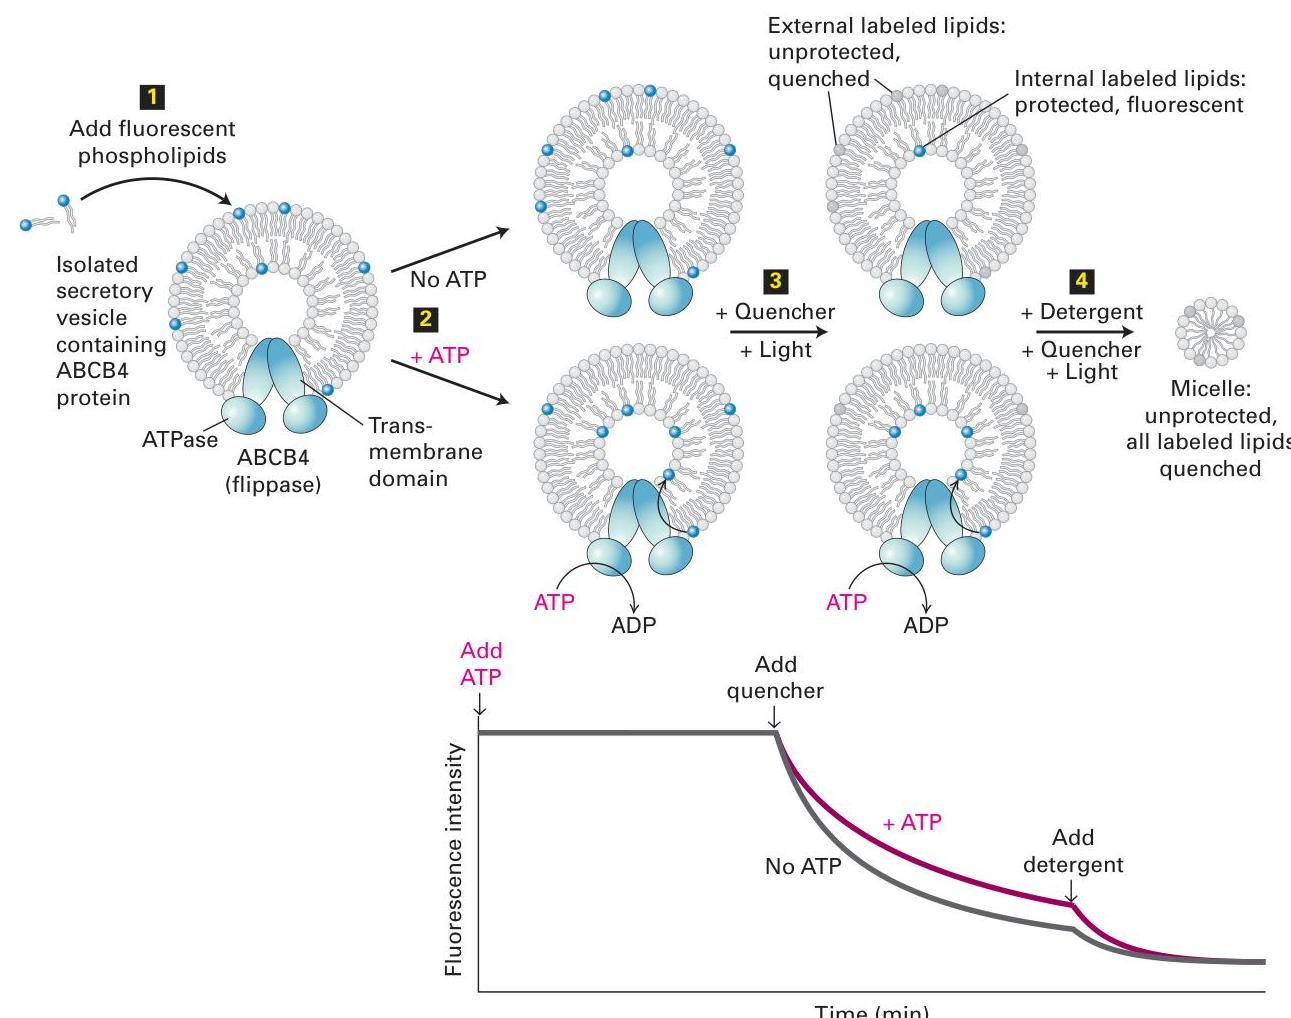 External labeled lipids:
unprotected,
quenched
Internal labeled lipids:
protected, fluorescent
1
Add fluorescent
phospholipids
Isolated
secretory
vesicle
containing
ABCB4
protein
ATPase
ABCB4
(flippase)
Trans-
membrane
domain
No ATP
2
+ ATP
3
+ Quencher
+ Light
4
+ Detergent
+ Quencher
+ Light
Micelle:
unprotected,
all labeled lipids
quenched
ATP
ADP
ATP
ADP
Add
ATP
Add
quencher
Fluorescence intensity
+ ATP
No ATP
Add
detergent
Time (min)